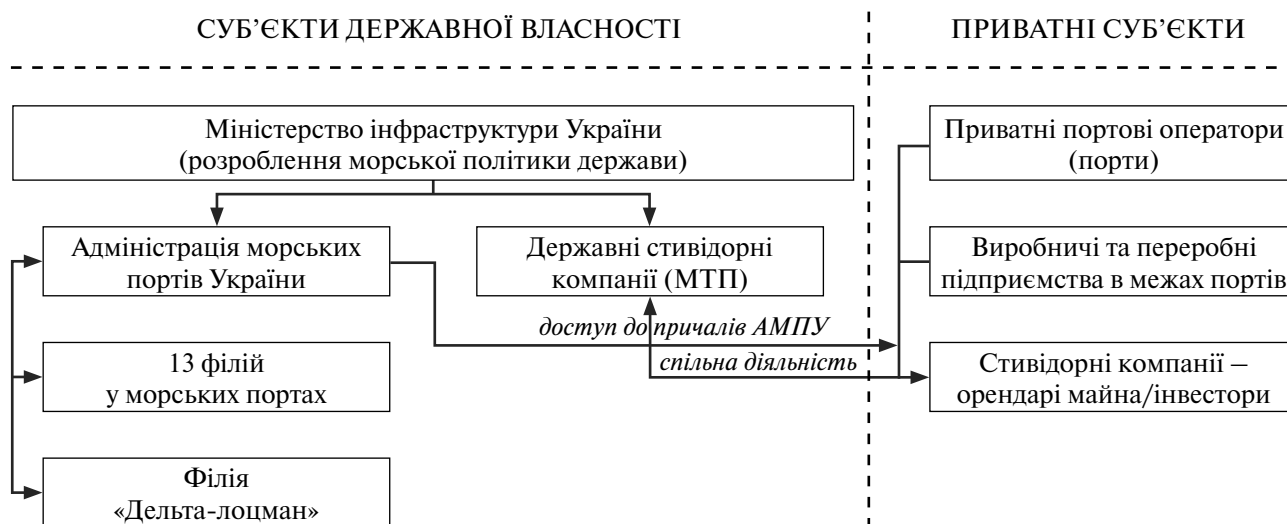 СУБ’ЄКТИ ДЕРЖАВНОЇ ВЛАСНОСТІ
ПРИВАТНІ СУБ’ЄКТИ
Міністерство інфраструктури України
(розроблення морської політики держави)
Приватні портові оператори
(порти)
Адміністрація морських
портів України
Державні стивідорні
компанії (МТП)
Виробничі та переробні
підприємства в межах портів
доступ до причалів АМПУ
спільна діяльність
13 філій
у морських портах
Стивідорні компанії –
орендарі майна/інвестори
Філія
«Дельта-лоцман»